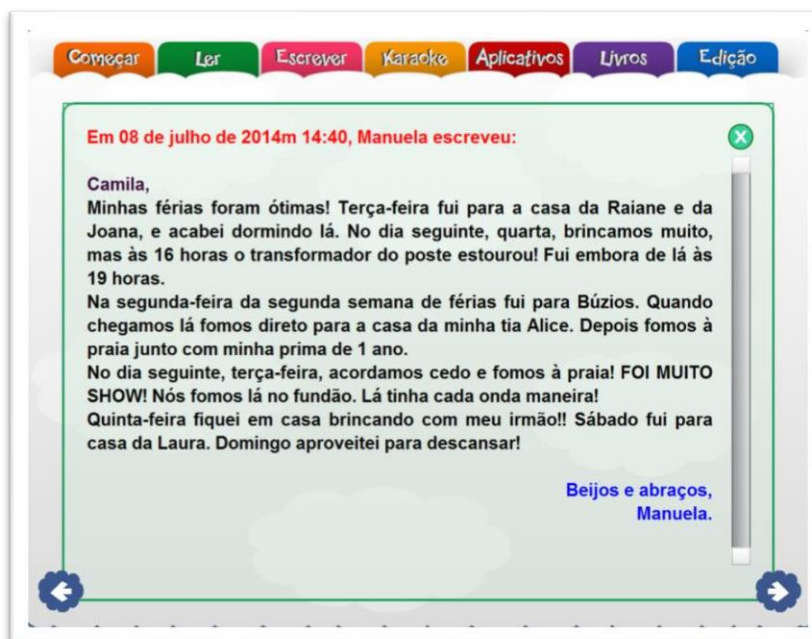 Começar Ler Escrever Karaoke Aplicativos Livros Edição
Em 08 de julho de 2014m 14:40, Manuela escreveu:
Camila,
Minhas férias foram ótimas! Terça-feira fui para a casa da Raiane e da
Joana, e acabei dormindo lá. No dia seguinte, quarta, brincamos muito,
mas às 16 horas o transformador do poste estourou! Fui embora de lá às
19 horas.
Na segunda-feira da segunda semana de férias fui para Búzios. Quando
chegamos lá fomos direto para a casa da minha tia Alice. Depois fomos à
praia junto com minha prima de 1 ano.
No dia seguinte, terça-feira, acordamos cedo e fomos à praia! FOI MUITO
SHOW! Nós fomos lá no fundão. Lá tinha cada onda maneira!
Quinta-feira fiquei em casa brincando com meu irmão!! Sábado fui para
casa da Laura. Domingo aproveitei para descansar!
Beijos e abraços,
Manuela.